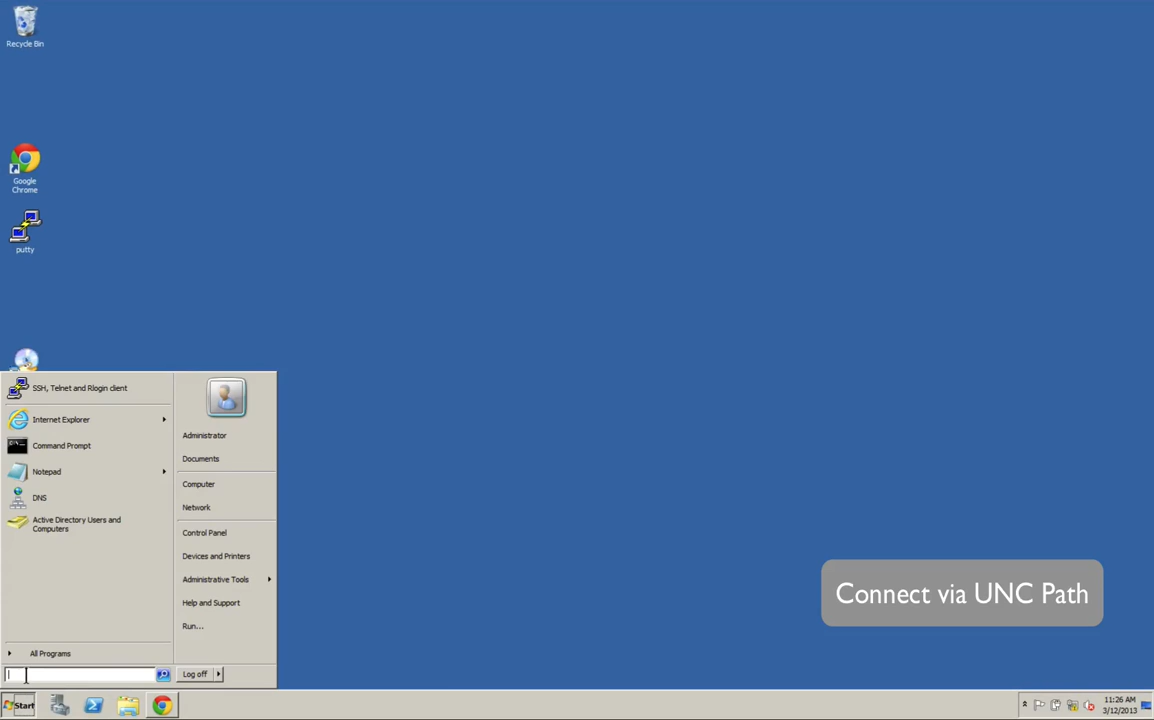 Recycle Bin
Google
Chrome
putty
SSH, Telnet and Rlogin client
Internet Explorer
Command Prompt
Notepad
DNS
Active Directory Users and
Computers
All Programs
Administrator
Documents
Computer
Network
Control Panel
Devices and Printers
Administrative Tools
Help and Support
Run...
Log off
Connect via UNC Path
Start
11:26 AM
3/12/2013